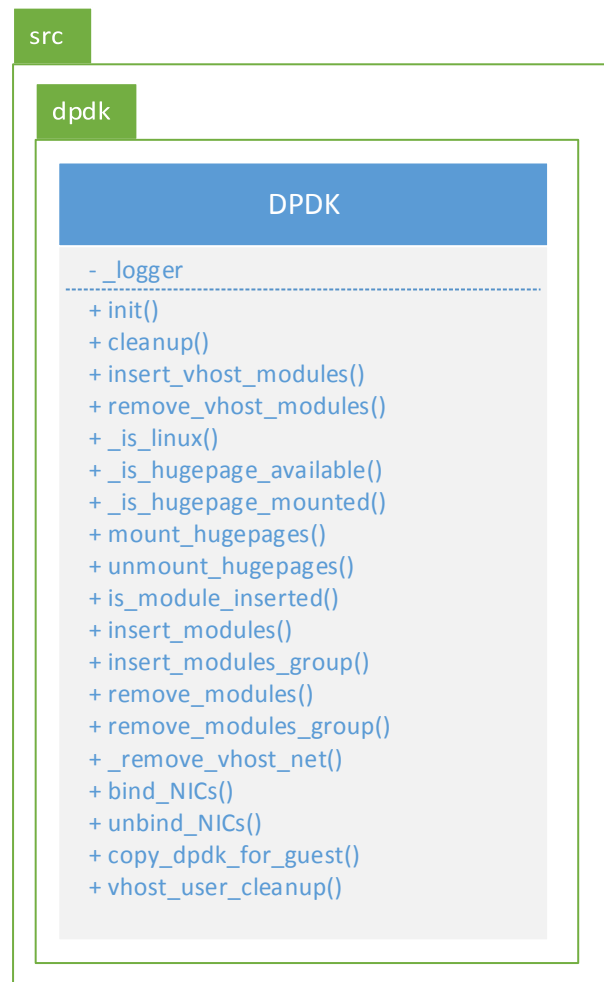 src
dpdk
DPDK
- _logger
+ init()
+ cleanup()
+ insert_vhost_modules()
+ remove_vhost_modules()
+ _is_linux()
+ _is_hugepage_available()
+ _is_hugepage_mounted()
+ mount_hugepages()
+ unmount_hugepages()
+ is_module_inserted()
+ insert_modules()
+ insert_modules_group()
+ remove_modules()
+ remove_modules_group()
+ _remove_vhost_net()
+ bind_NICs()
+ unbind_NICs()
+ copy_dpdk_for_guest()
+ vhost_user_cleanup()